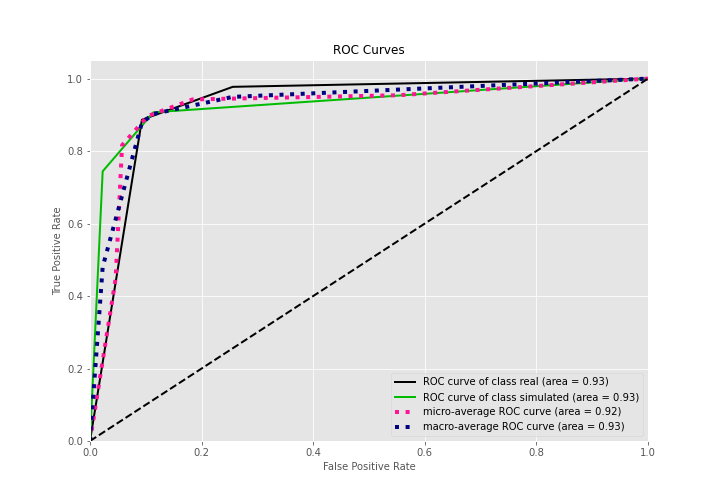 ROC Curves
1.0
0.8
0.6
0.4
0.2
0.0
True Positive Rate
0.0 0.2 0.4 0.6 0.8 1.0
False Positive Rate
ROC curve of class real (area = 0.93)
ROC curve of class simulated (area = 0.93)
micro-average ROC curve (area = 0.92)
macro-average ROC curve (area = 0.93)